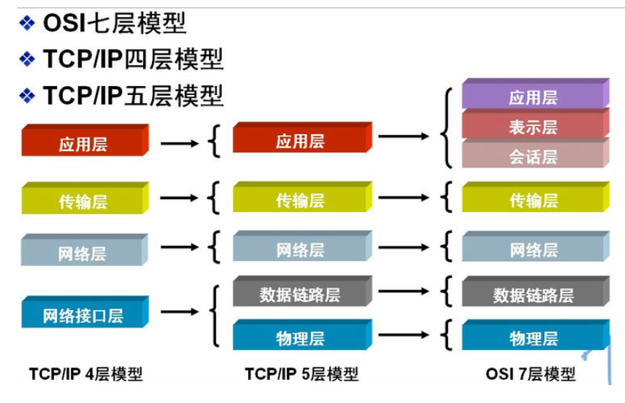 ❖ OSI七层模型
❖ TCP/IP四层模型
❖ TCP/IP五层模型
应用层
传输层
网络层
网络接口层
TCP/IP 4层模型
应用层
传输层
网络层
数据链路层
物理层
TCP/IP 5层模型
应用层
表示层
会话层
传输层
网络层
数据链路层
物理层
OSI 7层模型